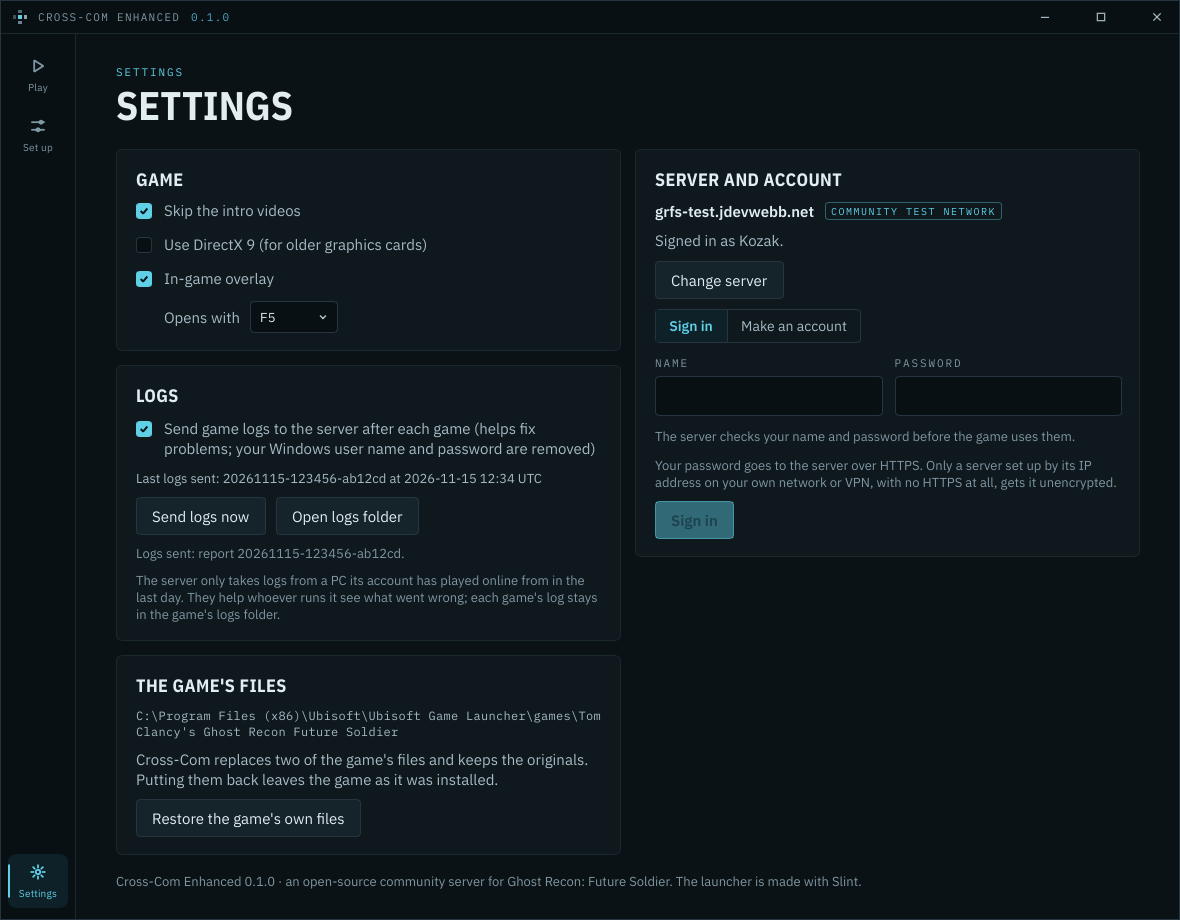 CROSS-COM ENHANCED 0.1.0
Play
Set up
SETTINGS
SETTINGS
GAME
Skip the intro videos
Use DirectX 9 (for older graphics cards)
In-game overlay
Opens with F5
LOGS
Send game logs to the server after each game (helps fix
problems; your Windows user name and password are removed)
Last logs sent: 20261115-123456-ab12cd at 2026-11-15 12:34 UTC
Send logs now Open logs folder
Logs sent: report 20261115-123456-ab12cd.
The server only takes logs from a PC its account has played online from in the
last day. They help whoever runs it see what went wrong; each game's log stays
in the game's logs folder.
THE GAME'S FILES
C:\Program Files (x86)\Ubisoft\Ubisoft Game Launcher\games\Tom
Clancy's Ghost Recon Future Soldier
Cross-Com replaces two of the game's files and keeps the originals.
Putting them back leaves the game as it was installed.
Restore the game's own files
SERVER AND ACCOUNT
grfs-test.jdevwebb.net COMMUNITY TEST NETWORK
Signed in as Kozak.
Change server
Sign in Make an account
NAME PASSWORD
The server checks your name and password before the game uses them.
Your password goes to the server over HTTPS. Only a server set up by its IP
address on your own network or VPN, with no HTTPS at all, gets it unencrypted.
Sign in
Settings
Cross-Com Enhanced 0.1.0 · an open-source community server for Ghost Recon: Future Soldier. The launcher is made with Slint.